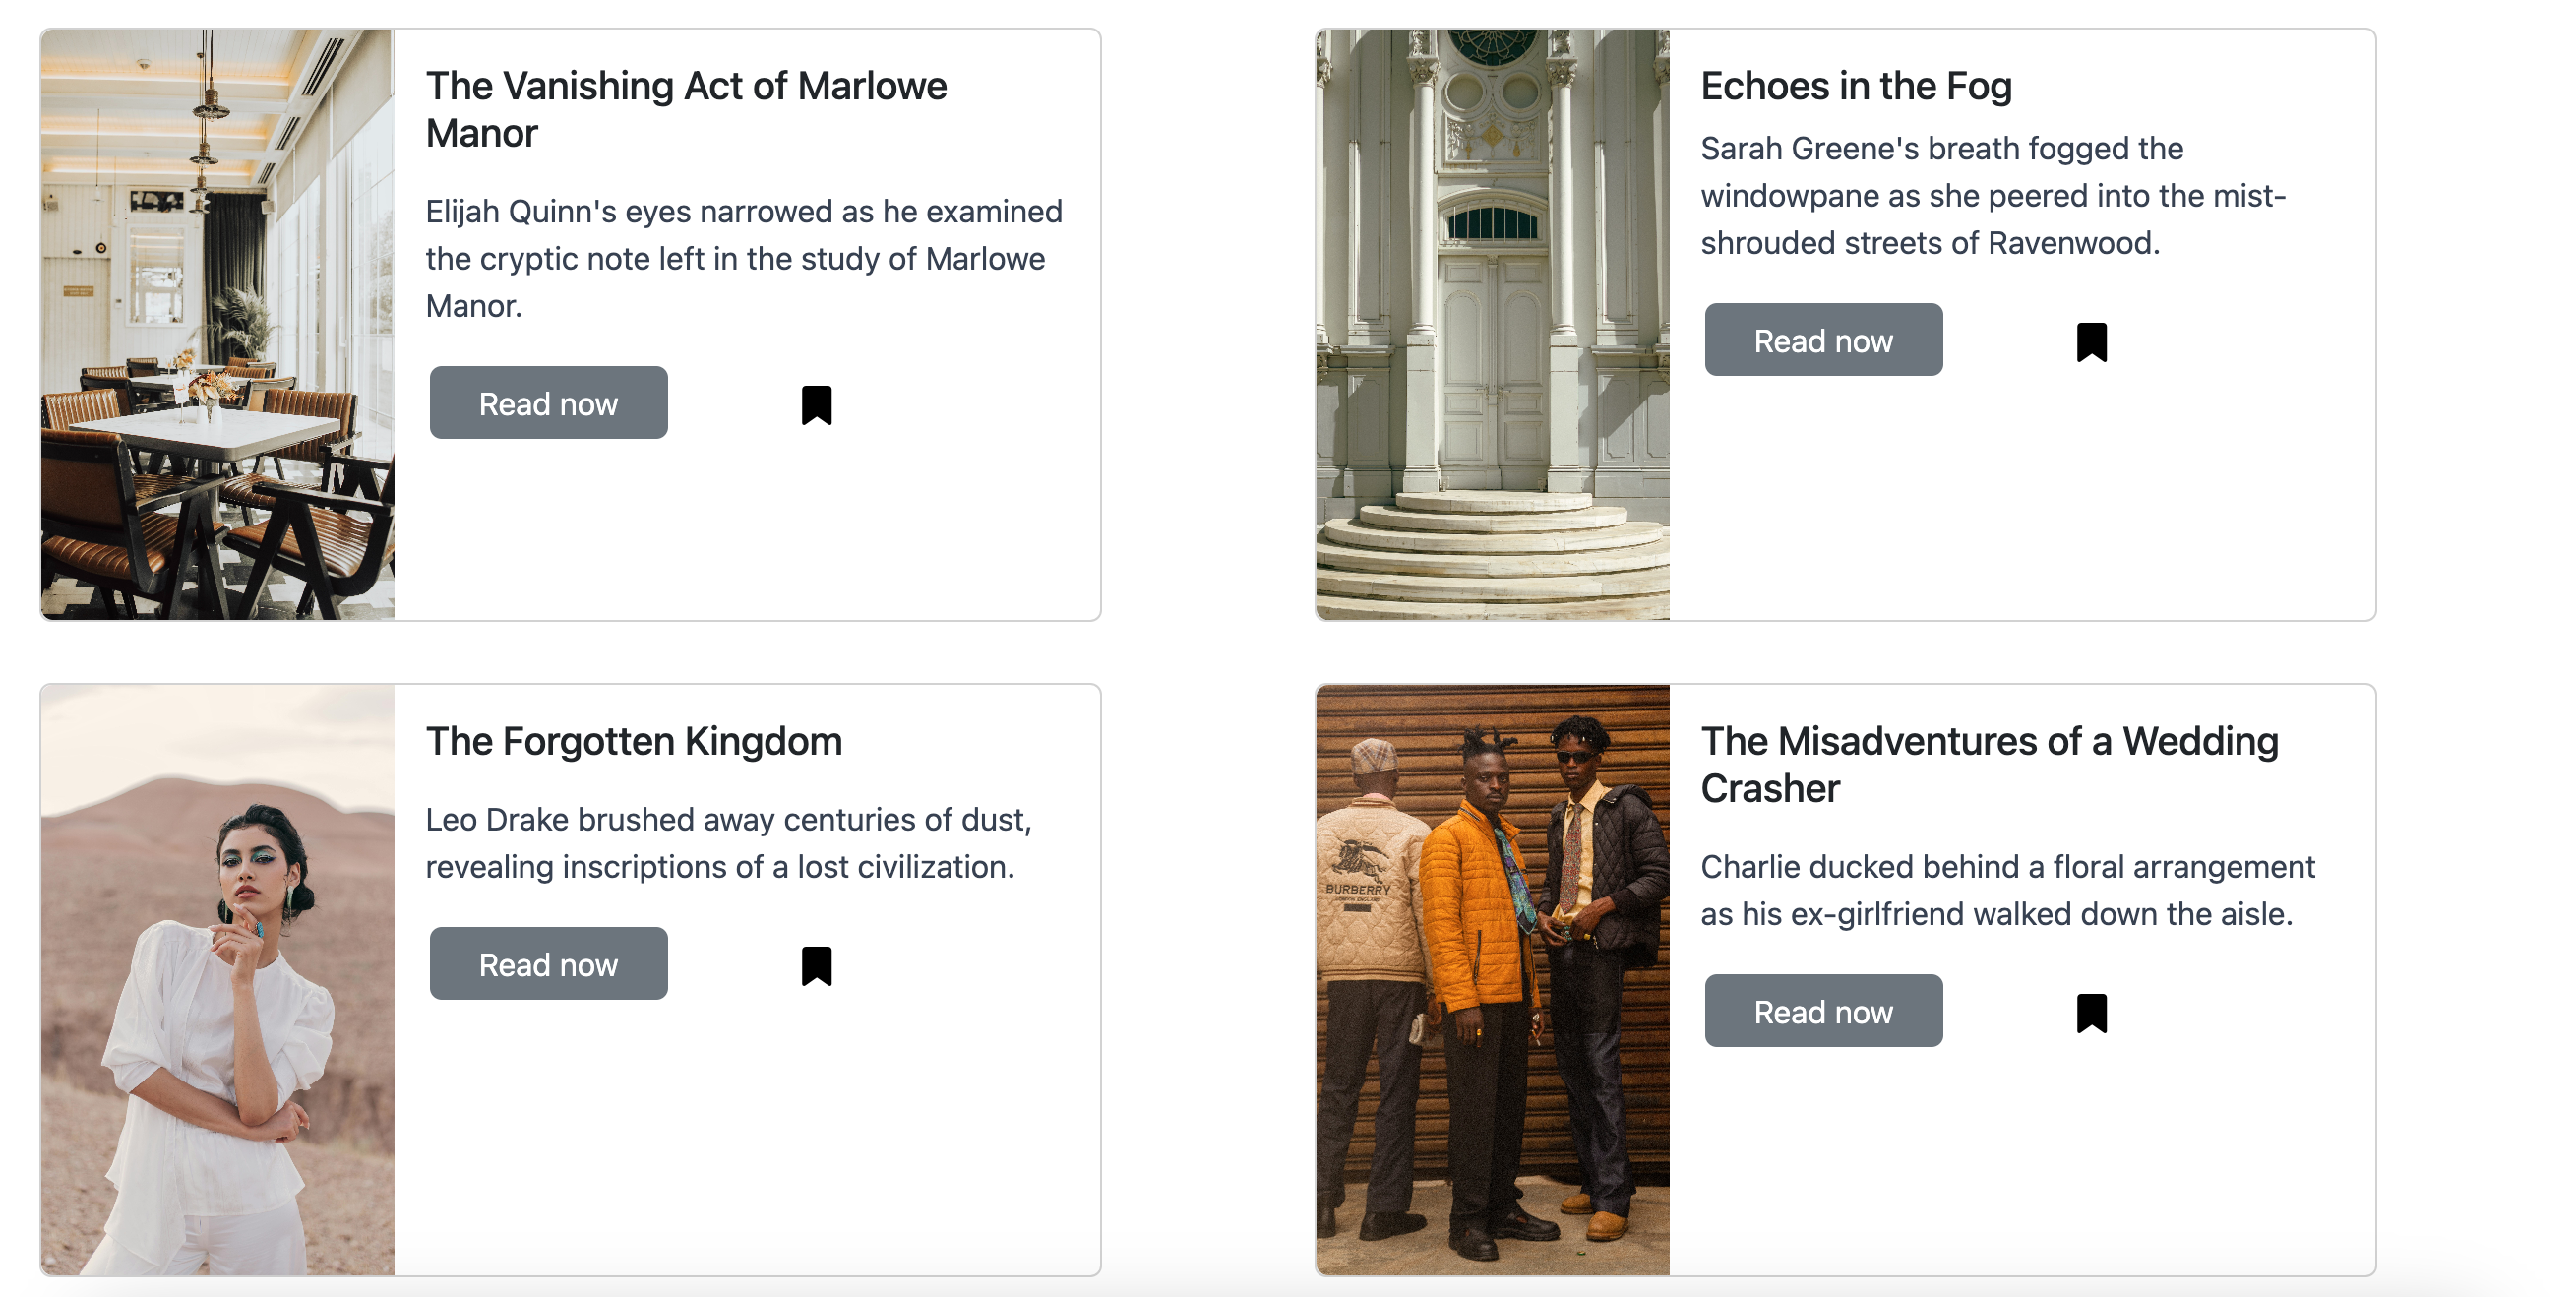 The Vanishing Act of Marlowe
Manor
Elijah Quinn's eyes narrowed as he examined
the cryptic note left in the study of Marlowe
Manor.
Read now
Echoes in the Fog
Sarah Greene's breath fogged the
windowpane as she peered into the mist-
shrouded streets of Ravenwood.
Read now
The Forgotten Kingdom
Leo Drake brushed away centuries of dust,
revealing inscriptions of a lost civilization.
Read now
BURBERRY
The Misadventures of a Wedding
Crasher
Charlie ducked behind a floral arrangement
as his ex-girlfriend walked down the aisle.
Read now